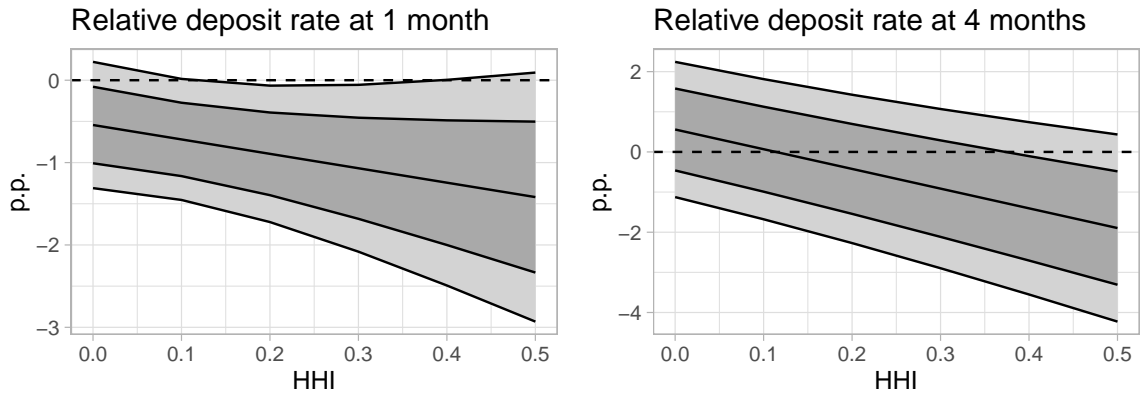 Relative deposit rate at 1 month
0
−1
−2
−3
p.p.
0.0 0.1 0.2 0.3 0.4 0.5
HHI
Relative deposit rate at 4 months
2
0
−2
−4
p.p.
0.0 0.1 0.2 0.3 0.4 0.5
HHI